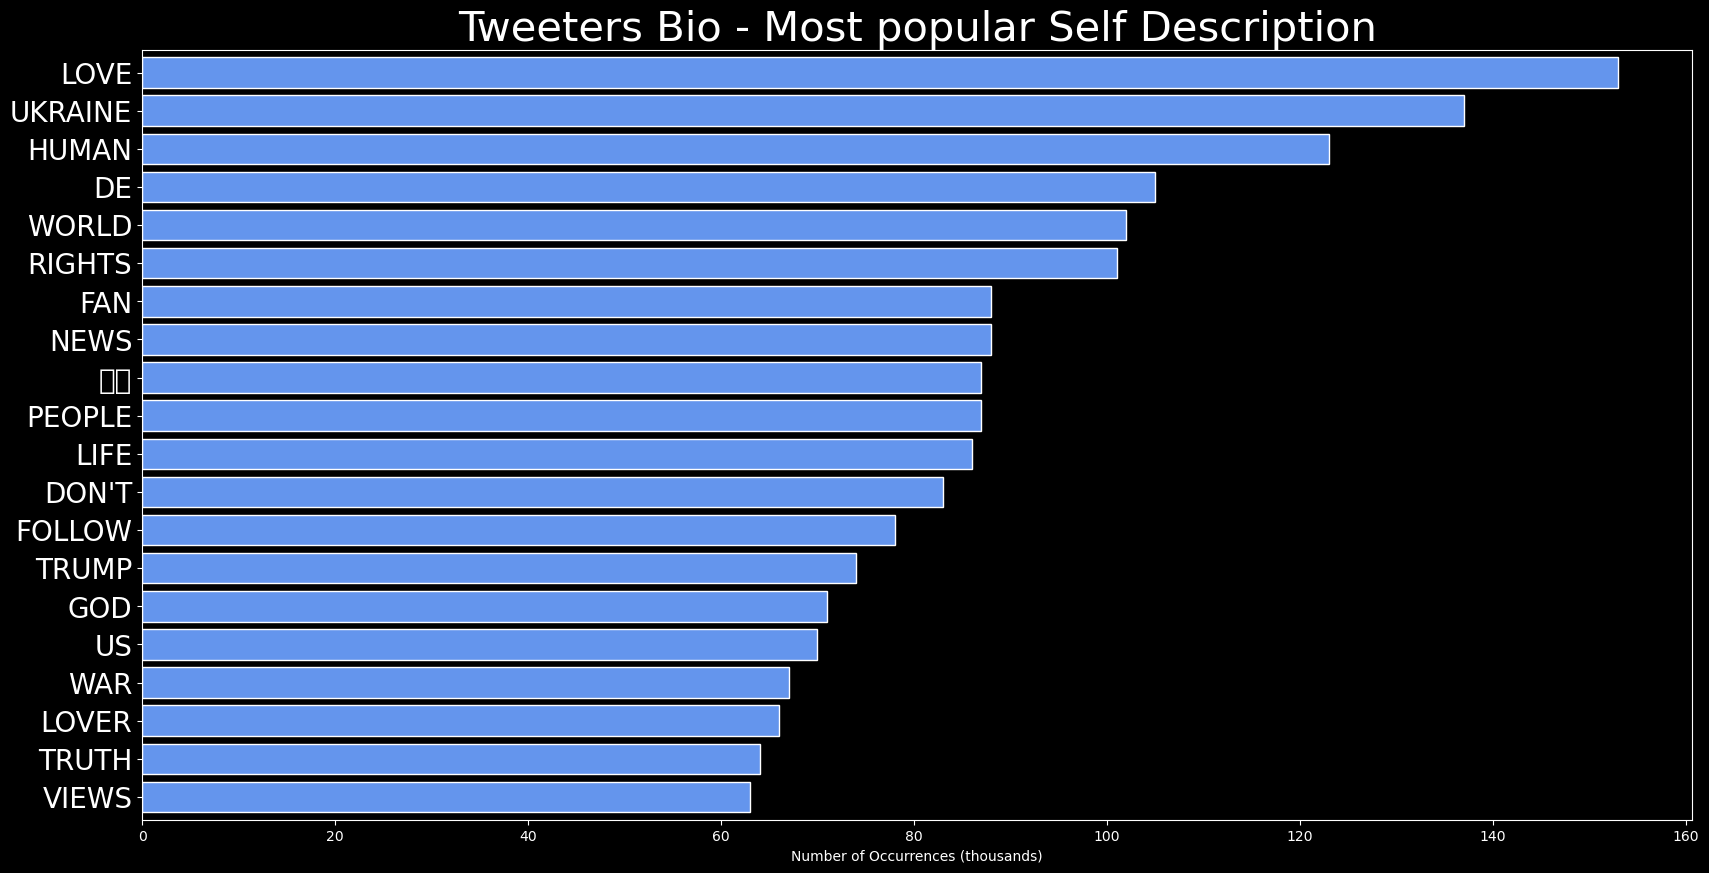 Tweeters Bio - Most popular Self Description
LOVE
UKRAINE
HUMAN
DE
WORLD
RIGHTS
FAN
NEWS
PEOPLE
LIFE
DON'T
FOLLOW
TRUMP
GOD
US
WAR
LOVER
TRUTH
VIEWS
0 20 40 60 80 100 120 140 160
Number of Occurrences (thousands)